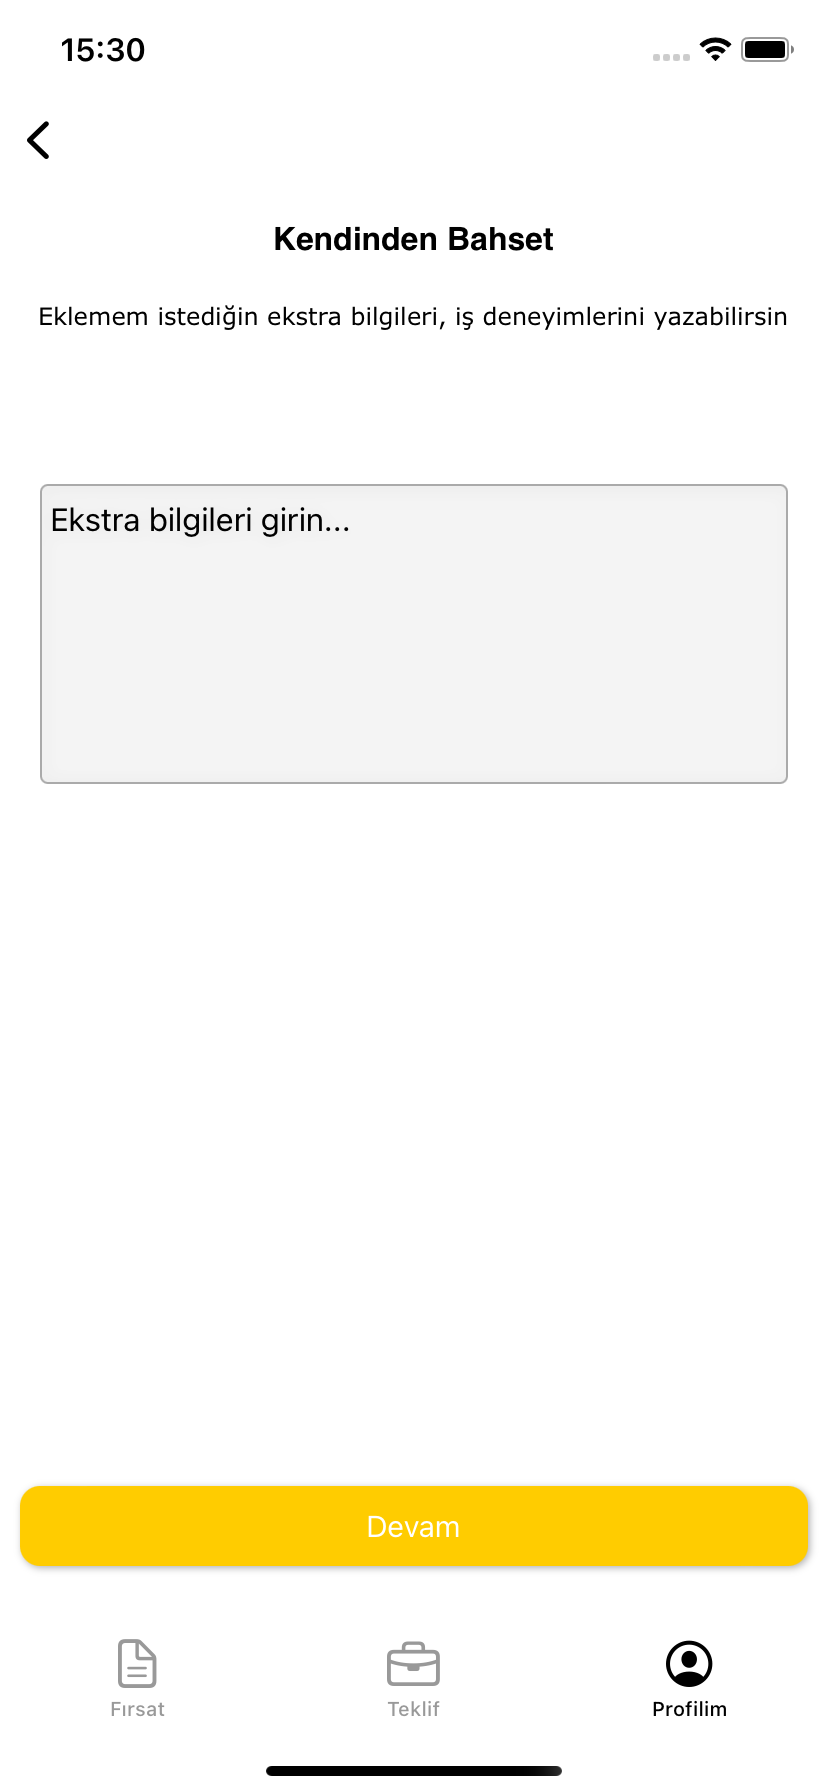 15:30
Kendinden Bahset
Eklemem istediğin ekstra bilgileri, iş deneyimlerini yazabilirsin
Ekstra bilgileri girin...
Devam
Fırsat
Teklif
Profilim